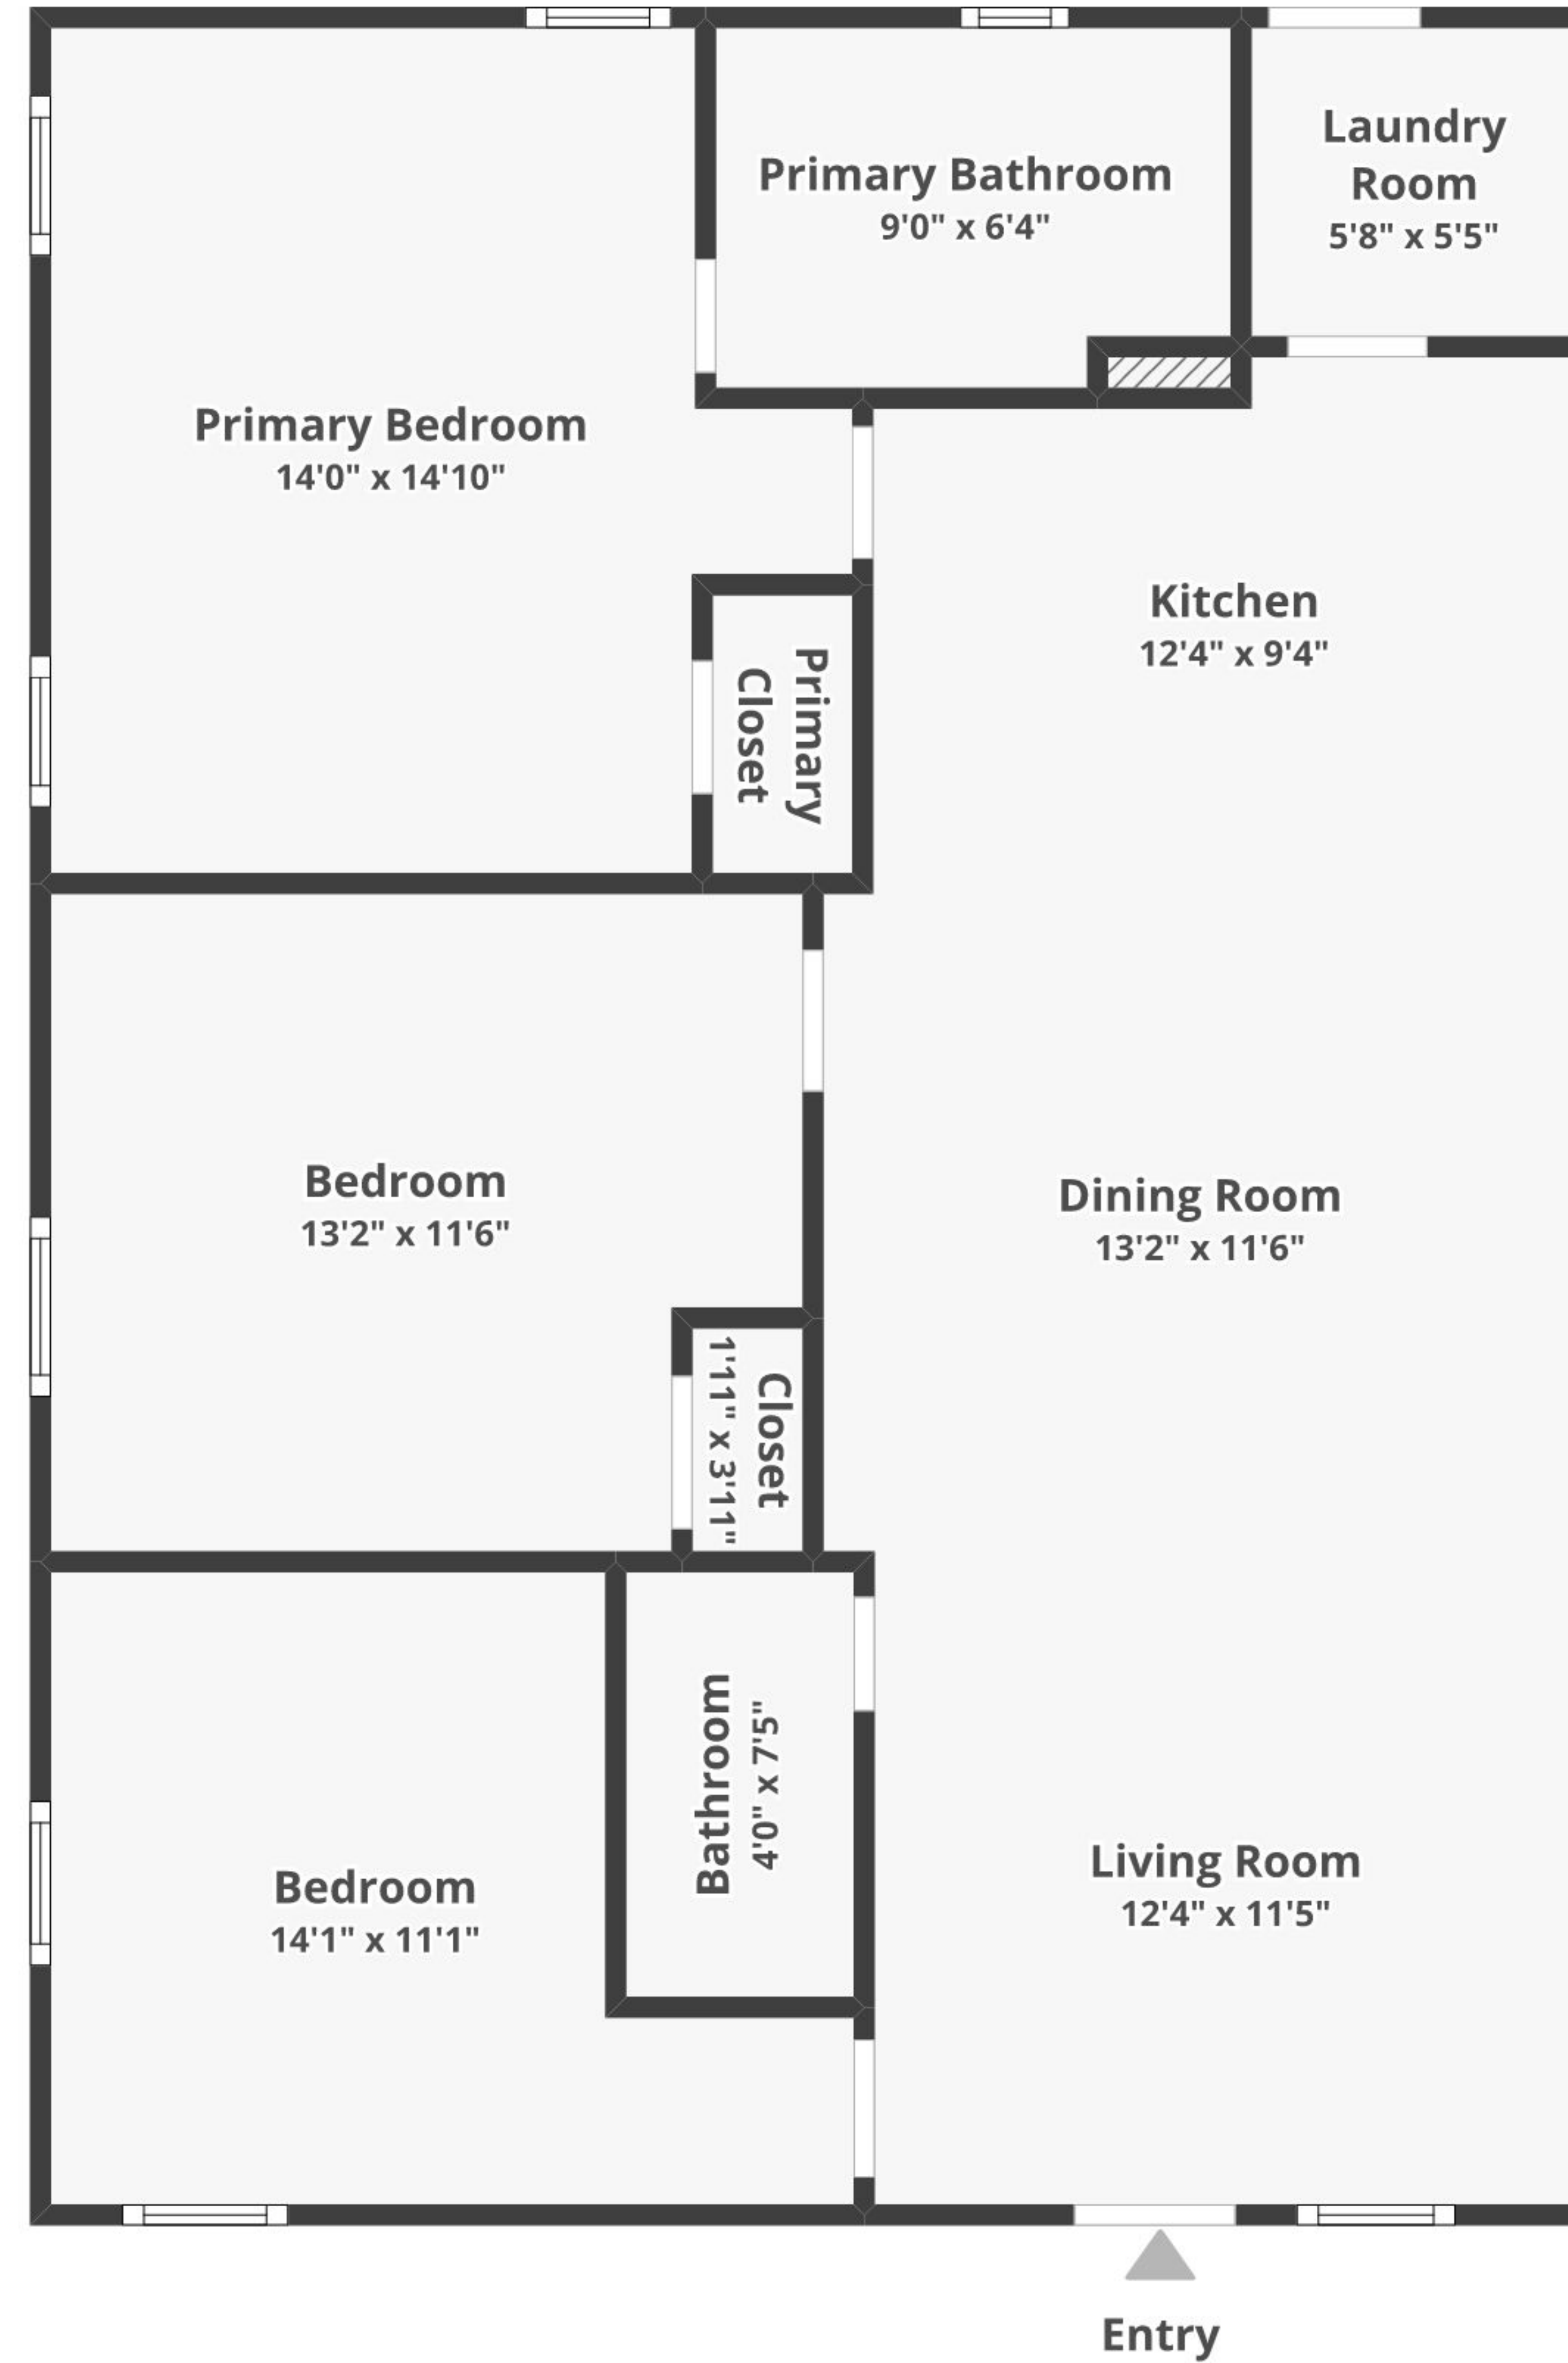 Primary Bathroom
9'0" x 6'4"
Laundry
Room
5'8" x 5'5"
Primary Bedroom
14'0" x 14'10"
Kitchen
12'4" x 9'4"
Primary
Closet
Bedroom
13'2" x 11'6"
Dining Room
13'2" x 11'6"
Closet
1'11" x 3'11"
Bathroom
4'0" x 7'5"
Living Room
12'4" x 11'5"
Bedroom
14'1" x 11'1"
Entry